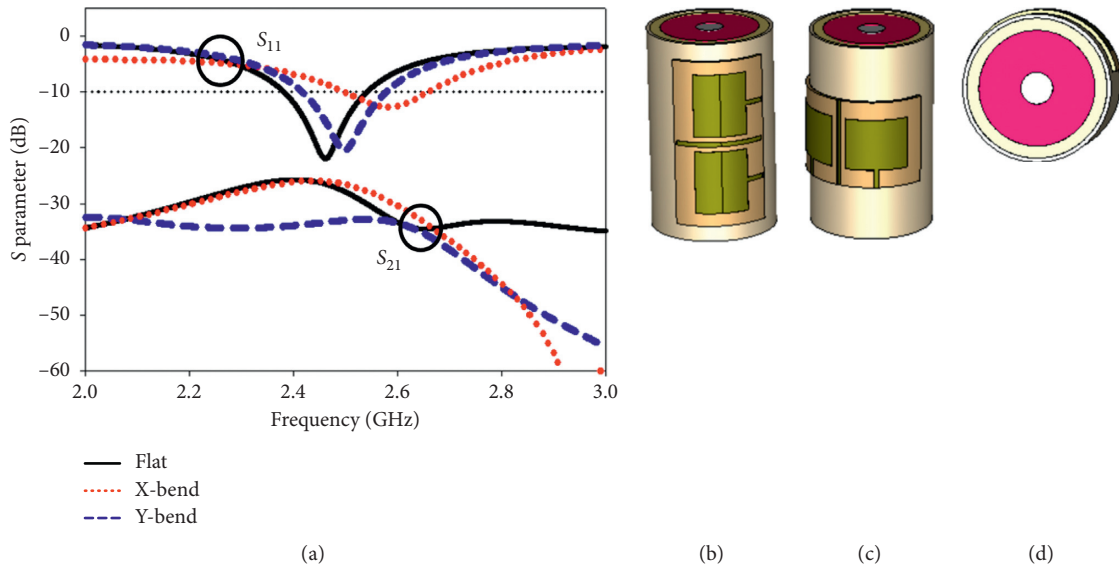 0
−10
−20
−30
−40
−50
−60
S parameter (dB)
S11
S21
2.0 2.2 2.4 2.6 2.8 3.0
Frequency (GHz)
Flat
X-bend
Y-bend
(a) (b) (c) (d)